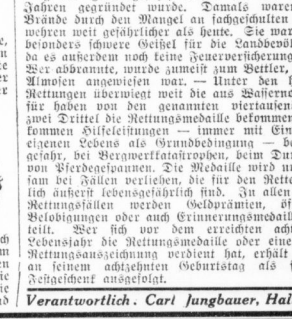 Jahren gegründet wurde. Damals waren
Brände durch den Mangel an fachgeschulten
wehren weit gefährlicher als heute. Sie war
besonders schwere Geißel für die Landbevöl
da es außerdem noch keine Feuerversicherung
Wer abbrannte, wurde zumeist zum Bettler,
Almosen angewiesen war. — Unter den
Rettungen überwiegt weit die aus Wassernot
für haben von den genannten viertausen
zwei Drittel die Rettungsmedaille bekommen
kommen Hilfeleistungen — immer mit Ein
eigenen Lebens als Grundbedingung — be
gefahr, bei Bergwerkkatastrophen, beim Dur
von Pferdegespannen. Die Medaille wird nu
sam bei Fällen verliehen, die für den Rette
lich äußerst lebensgefährlich sind. In allen
Rettungsfällen werden Geldprämien, öf
Belobigungen oder auch Erinnerungsmedaille
teilt. Wer sich vor dem erreichten acht
Lebensjahr die Rettungsmedaille oder eine
Rettungsauszeichnung verdient hat, erhält
an seinem achtzehnten Geburtstag als
Festgeschenk ausgefolgt.
Verantwortlich. Carl Jungbauer, Hal